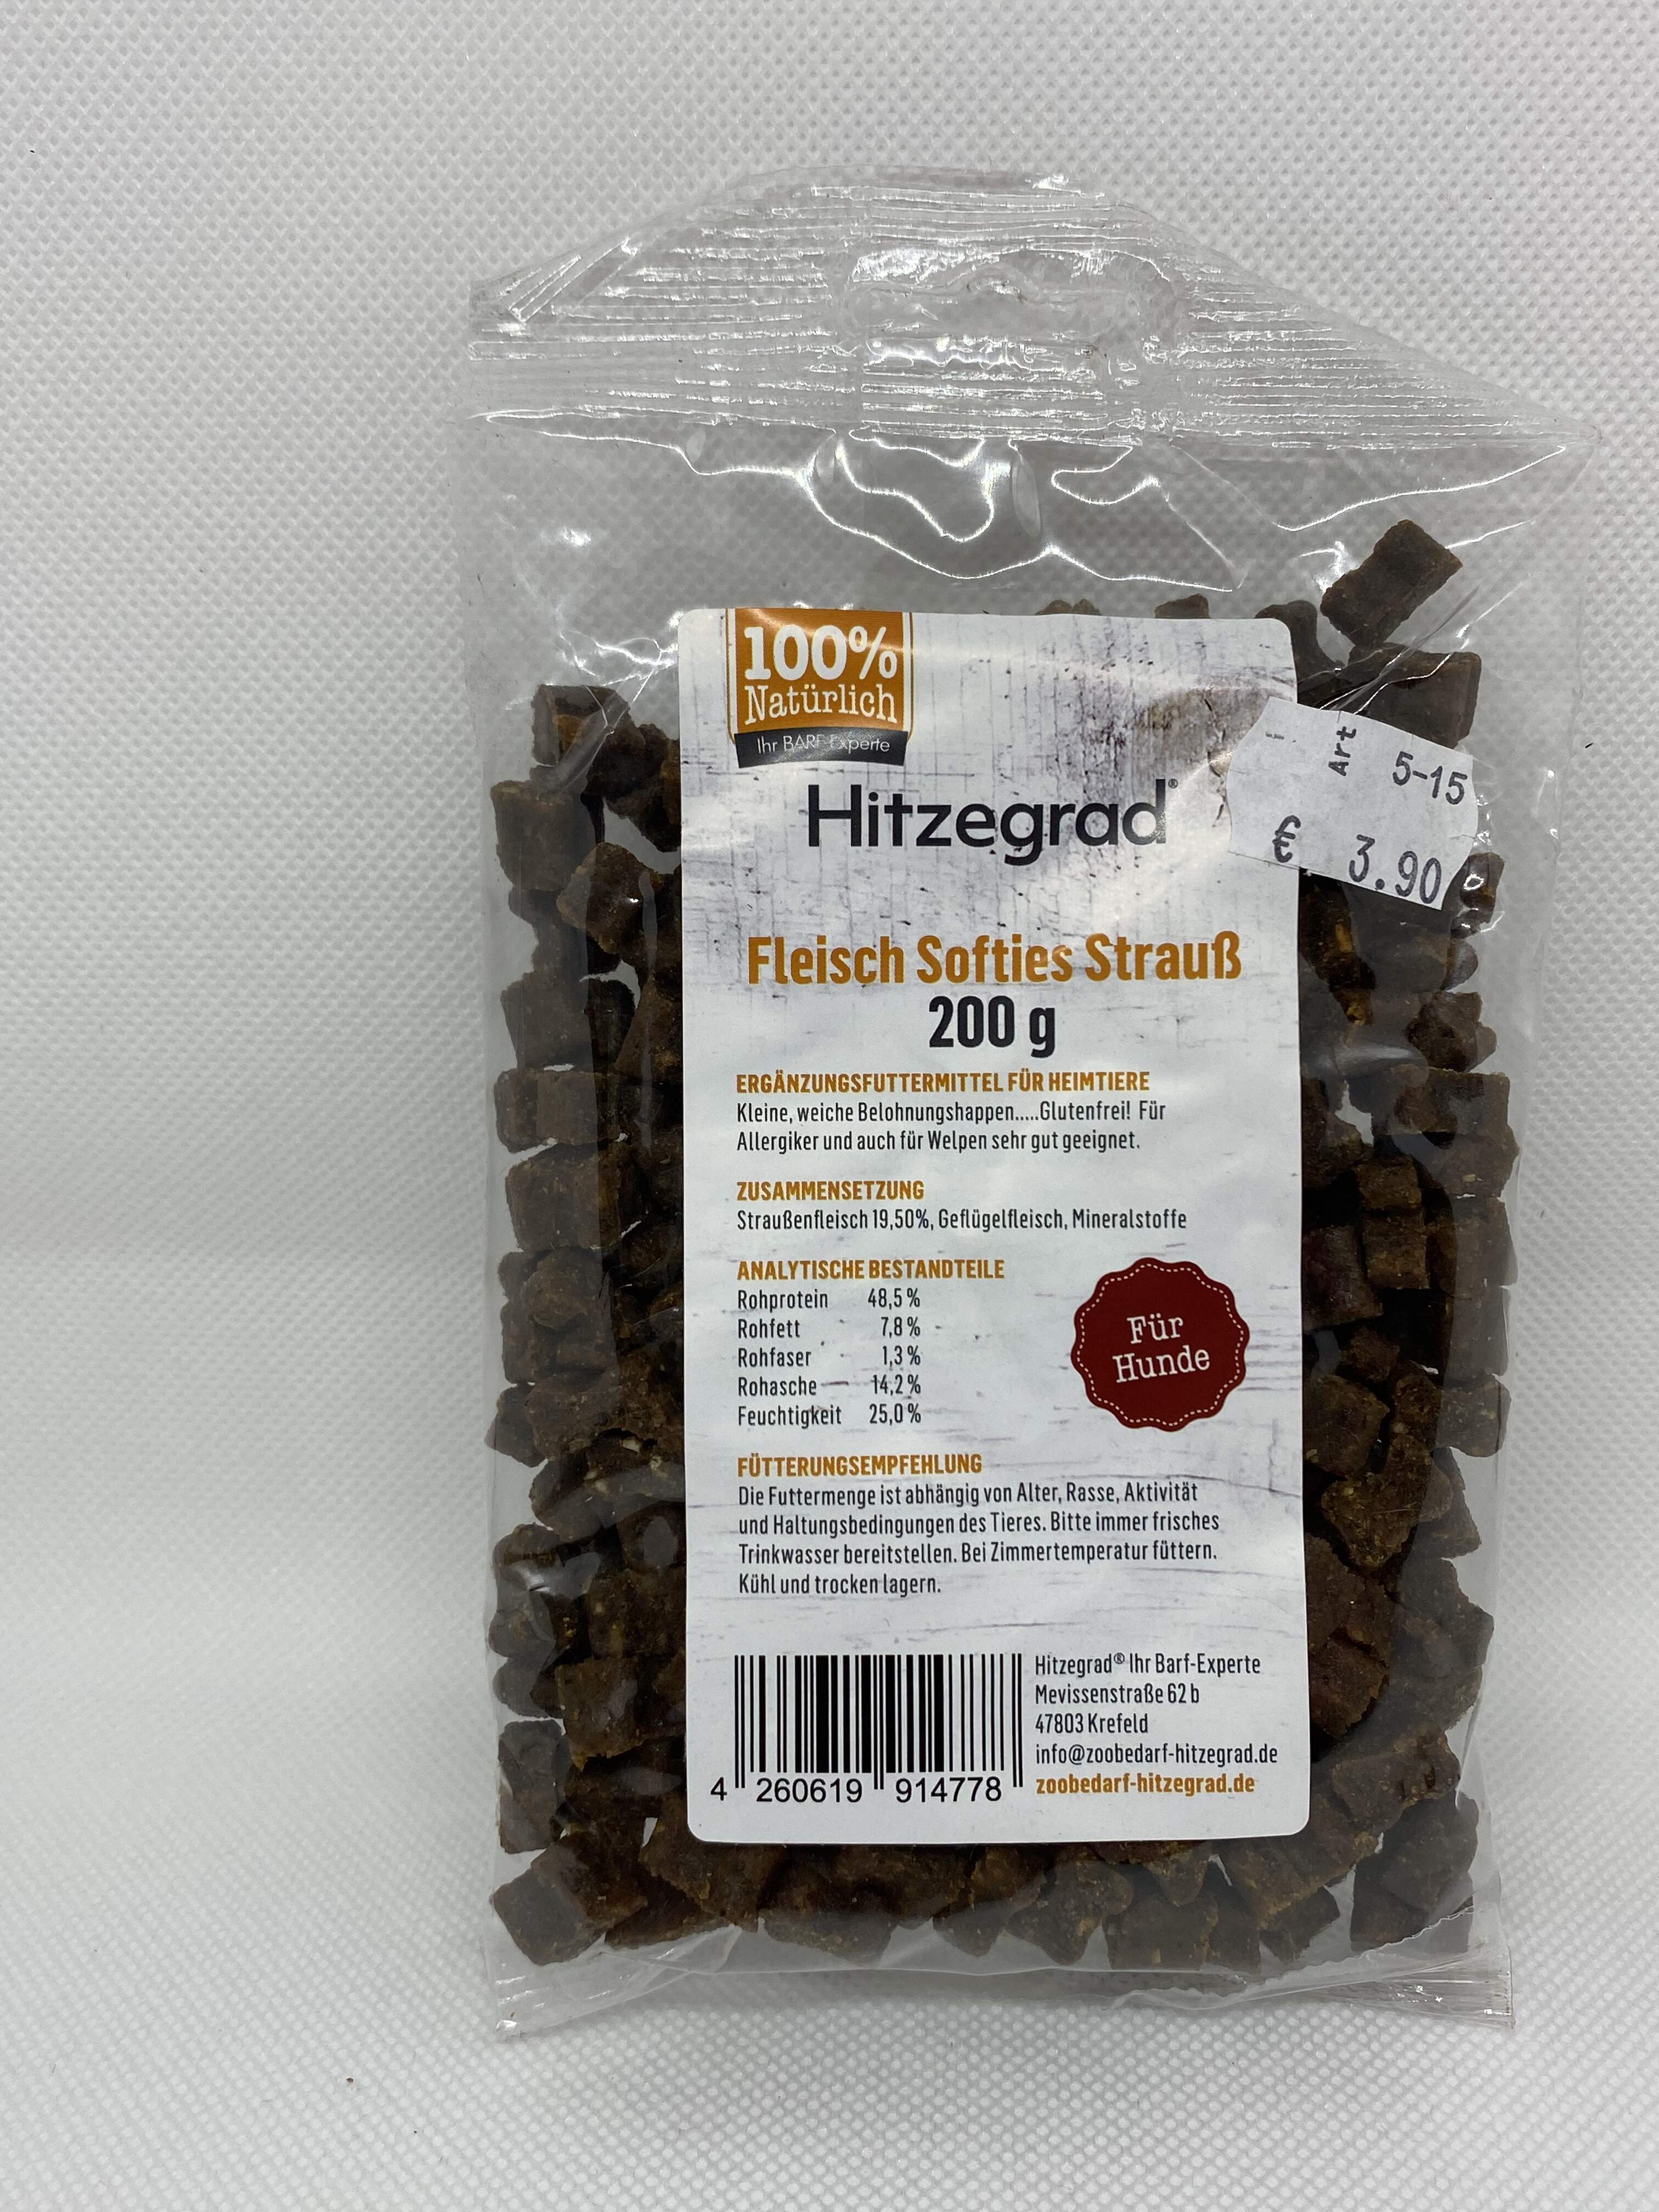 100%
Natürlich
Ihr BARF Experte
Hitzegrad®
Art 5-15
€ 3.90
Fleisch Softies Strauß
200 g
ERGÄNZUNGSFUTTERMITTEL FÜR HEIMTIERE
Kleine, weiche Belohnungshappen.....Glutenfrei! Für
Allergiker und auch für Welpen sehr gut geeignet.
ZUSAMMENSETZUNG
Straußenfleisch 19,50%, Geflügelfleisch, Mineralstoffe
ANALYTISCHE BESTANDTEILE
Rohprotein 48,5 %
Rohfett 7,8 %
Rohfaser 1,3 %
Rohasche 14,2 %
Feuchtigkeit 25,0 %
Für
Hunde
FÜTTERUNGSEMPFEHLUNG
Die Futtermenge ist abhängig von Alter, Rasse, Aktivität
und Haltungsbedingungen des Tieres. Bitte immer frisches
Trinkwasser bereitstellen. Bei Zimmertemperatur füttern.
Kühl und trocken lagern.
4 260619 914778
Hitzegrad® Ihr Barf-Experte
Mevissenstraße 62 b
47803 Krefeld
info@zoobedarf-hitzegrad.de
zoobedarf-hitzegrad.de